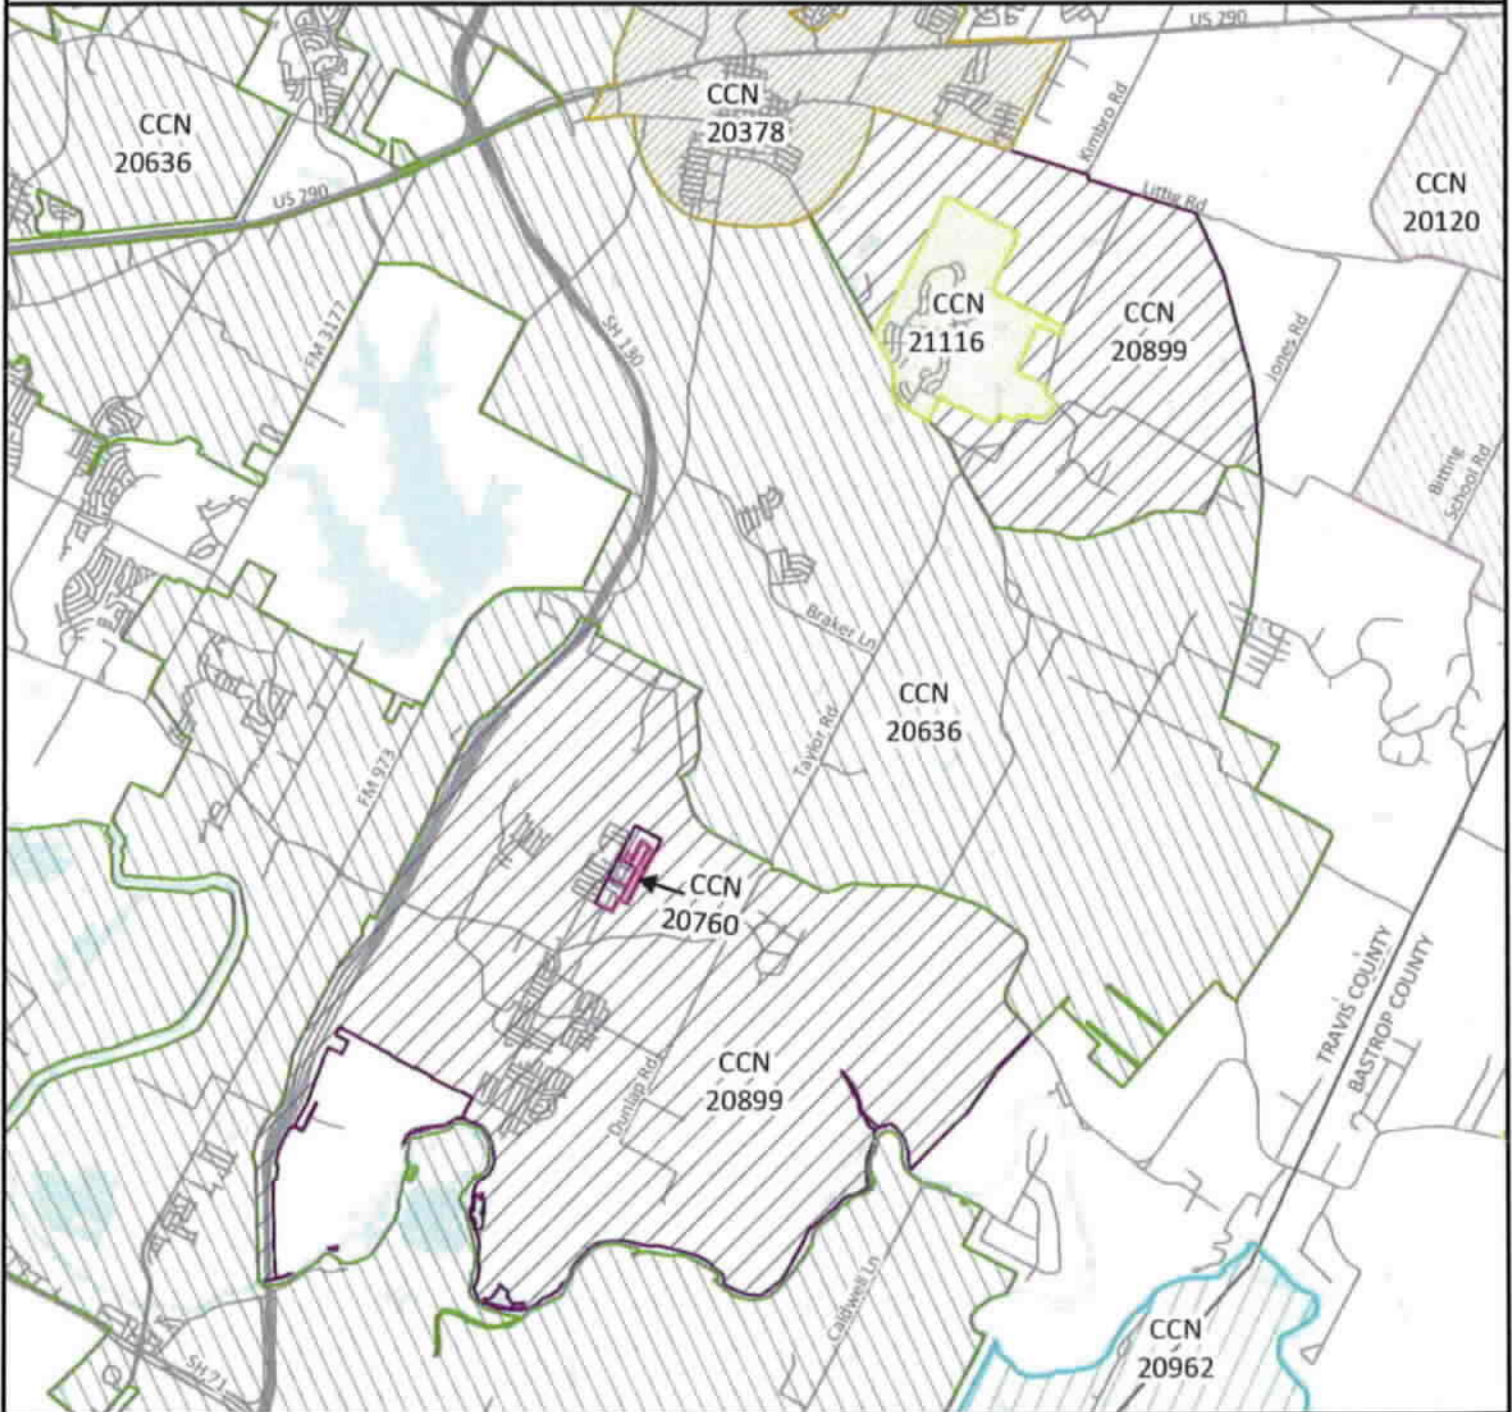 US 290
CCN
20378
CCN
20636
Kimbro Rd
US 290
Littig Rd
CCN
20120
FM 3177
SH 130
CCN
21116
CCN
20899
Jones Rd
Bitting
School Rd
Braker Ln
CCN
20636
Taylor Rd
FM 973
CCN
20760
TRAVIS COUNTY
BASTROP COUNTY
CCN
20899
Dunlap Rd
Caldwell Ln
CCN
20962
SH 71